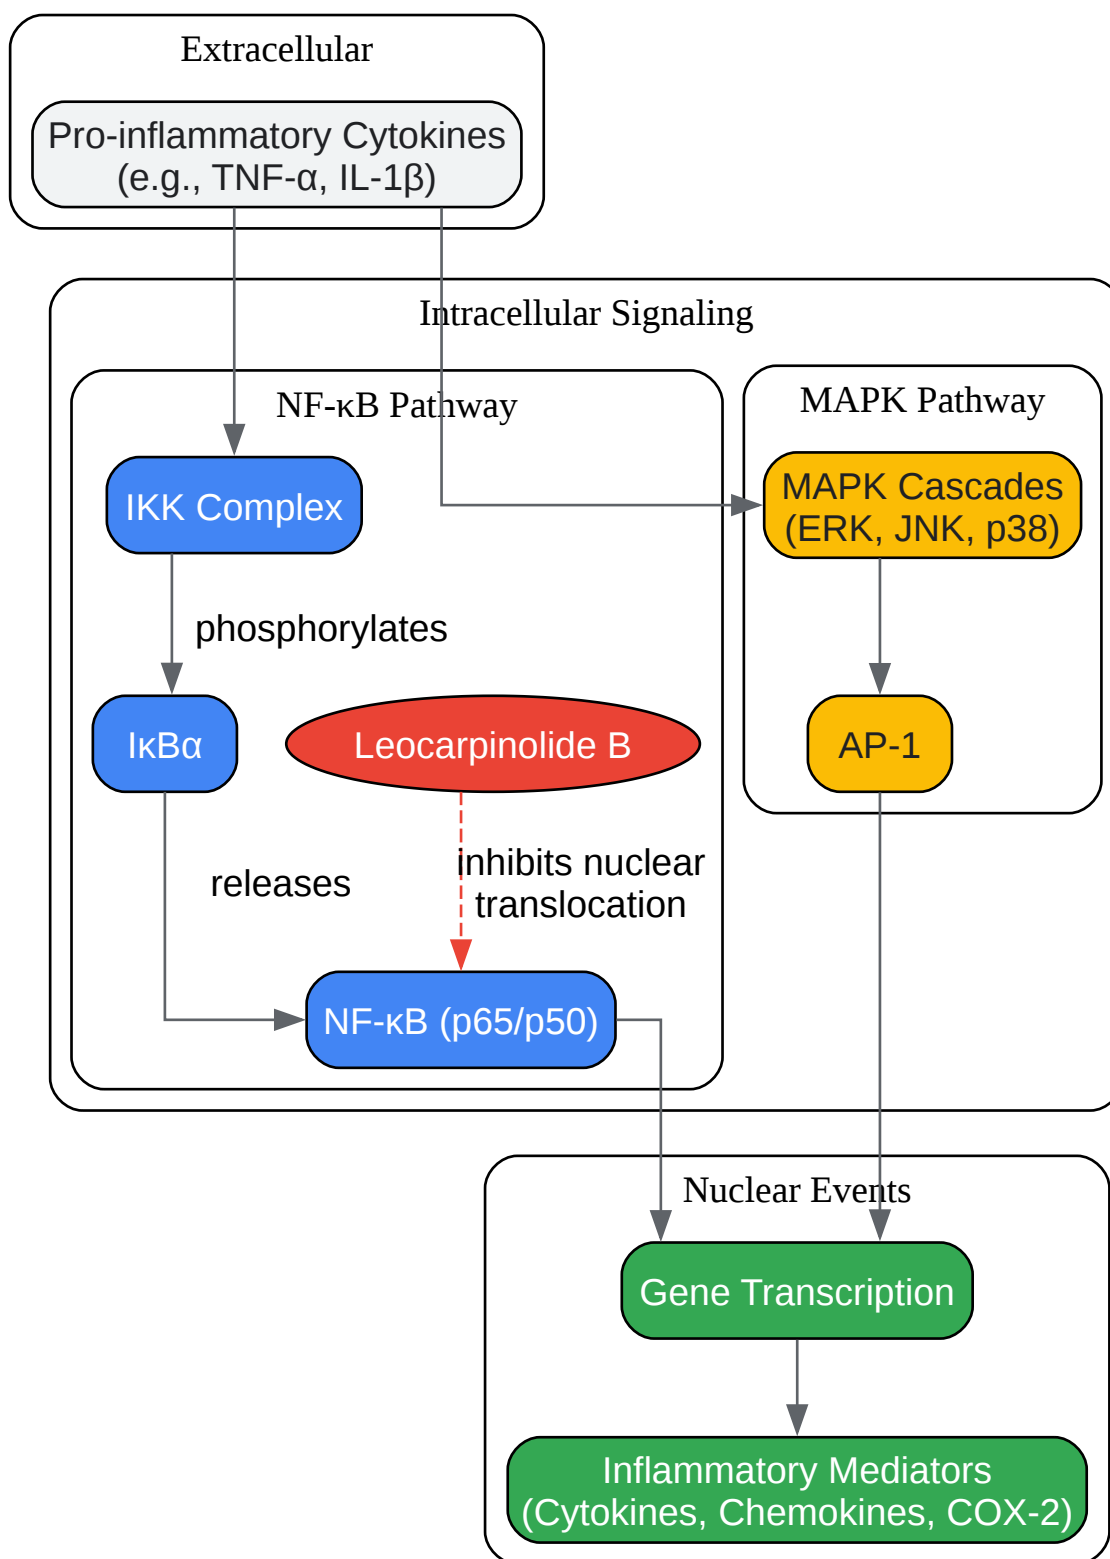 Extracellular
Pro-inflammatory Cytokines
(e.g., TNF-α, IL-1β)
Intracellular Signaling
NF-κB Pathway
MAPK Pathway
IKK Complex
MAPK Cascades
(ERK, JNK, p38)
phosphorylates
IκBα
Leocarpinolide B
AP-1
releases
inhibits nuclear
translocation
NF-κB (p65/p50)
Nuclear Events
Gene Transcription
Inflammatory Mediators
(Cytokines, Chemokines, COX-2)